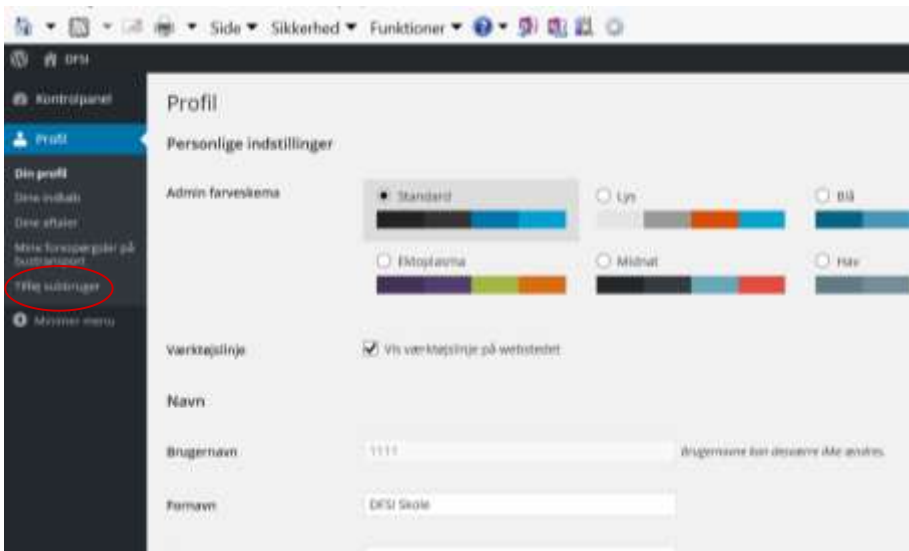 Side Sikkerhed Funktioner
DFSI
Kontrolpanel
Profil
Din profil
Dine indkøb
Dine aftaler
Mine forespørgsler på
bustransport
Tilføj subbruger
Minimer menu
Profil
Personlige indstillinger
Admin farveskema
Standard
Lys
Blå
Ektoplasma
Midnat
Hav
Værktøjslinje
Vis værktøjslinje på webstedet
Navn
Brugernavn
1111
Brugernavne kan desværre ikke ændres.
Fornavn
DFSI Skole